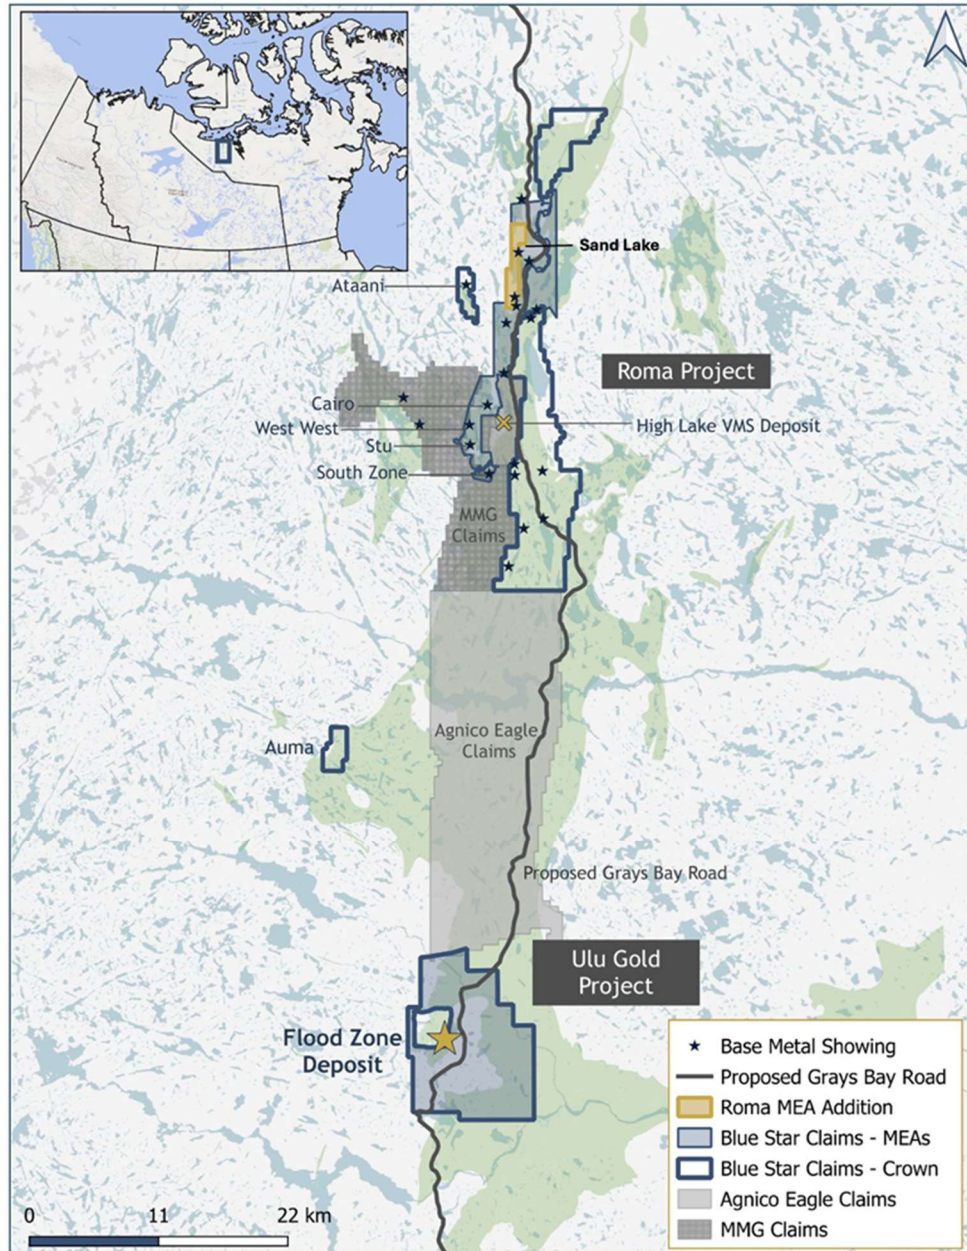 Sand Lake
Ataani
Roma Project
Cairo
West West
High Lake VMS Deposit
Stu
South Zone
MMG
Claims
Agnico Eagle
Claims
Auma
Proposed Grays Bay Road
Ulu Gold
Project
Flood Zone
Deposit
Base Metal Showing
Proposed Grays Bay Road
Roma MEA Addition
Blue Star Claims - MEAs
Blue Star Claims - Crown
Agnico Eagle Claims
MMG Claims
0 11 22 km